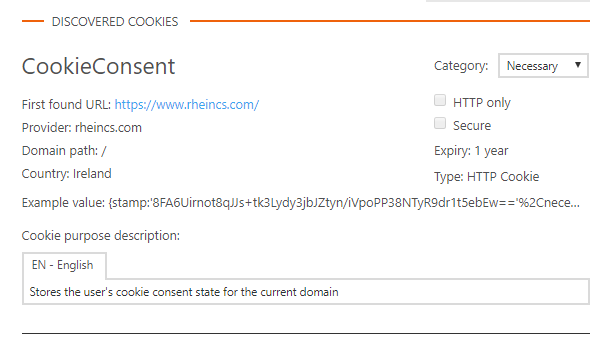 DISCOVERED COOKIES
CookieConsent
Category: Necessary
First found URL: https://www.rheincs.com/
HTTP only
Provider: rheincs.com
Secure
Domain path: /
Expiry: 1 year
Country: Ireland
Type: HTTP Cookie
Example value: {stamp:'8FA6Uirnot8qJJs+tk3Lydy3jbJZtyn/iVpoPP38NTyR9dr1t5ebEw=='%2Cnece...
Cookie purpose description:
EN - English
Stores the user's cookie consent state for the current domain